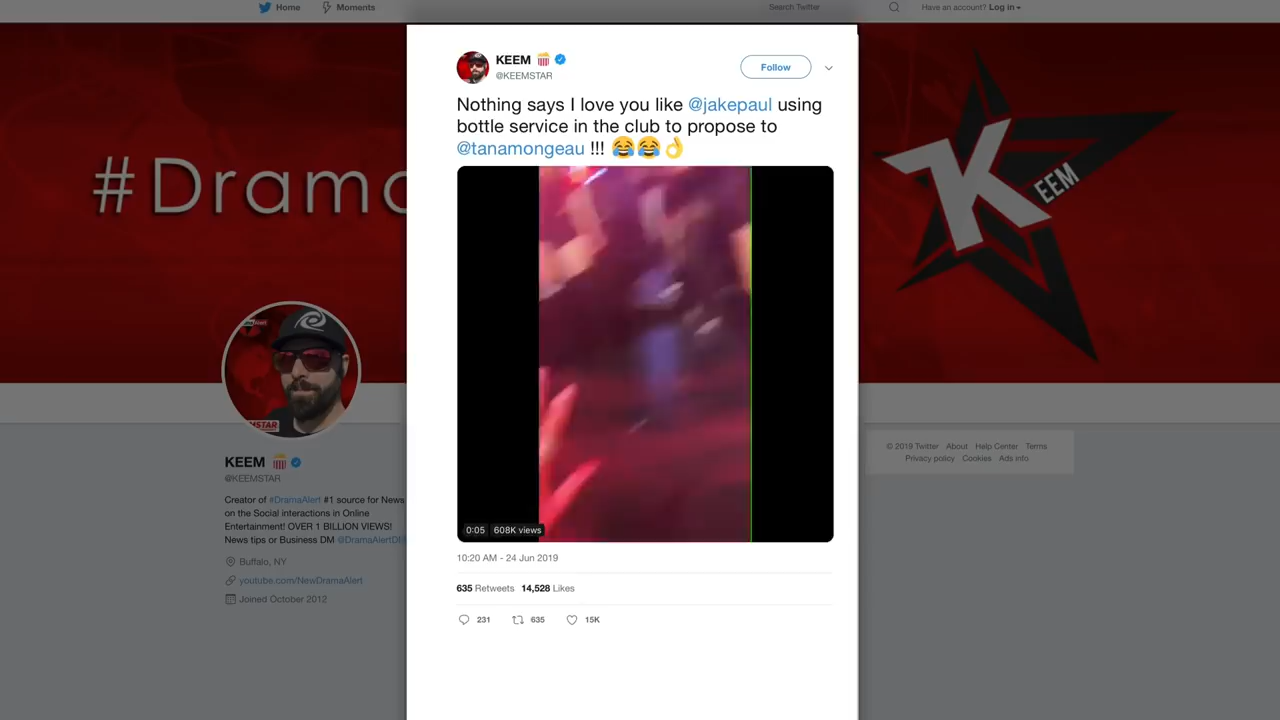 Home
Moments
Search Twitter
Have an account? Log in
#Drama
KEEM
KEEM
@KEEMSTAR
Follow
Nothing says I love you like @jakepaul using
bottle service in the club to propose to
@tanamongeau !!! 😂😂👌
0:05 608K views
10:20 AM - 24 Jun 2019
635 Retweets 14,528 Likes
231 635 15K
KEEM
@KEEMSTAR
Creator of #DramaAlert #1 source for News
on the Social interactions in Online
Entertainment! OVER 1 BILLION VIEWS!
News tips or Business DM @DramaAlertDM
Buffalo, NY
youtube.com/NewDramaAlert
Joined October 2012
© 2019 Twitter About Help Center Terms
Privacy policy Cookies Ads info